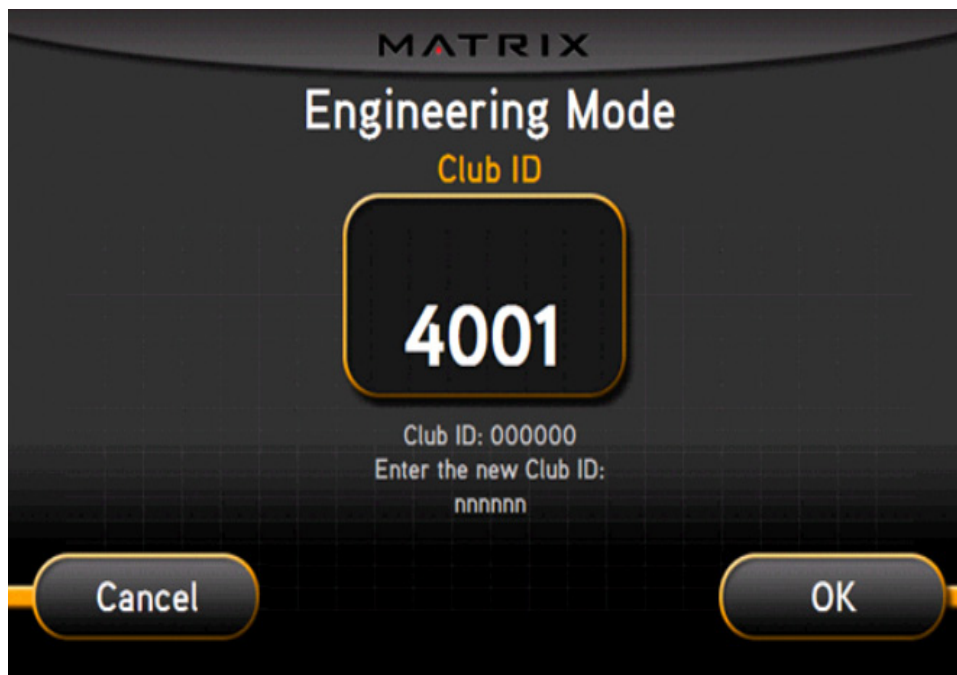 MATRIX
Engineering Mode
Club ID
4001
Club ID: 000000
Enter the new Club ID:
nnnnnn
Cancel
OK